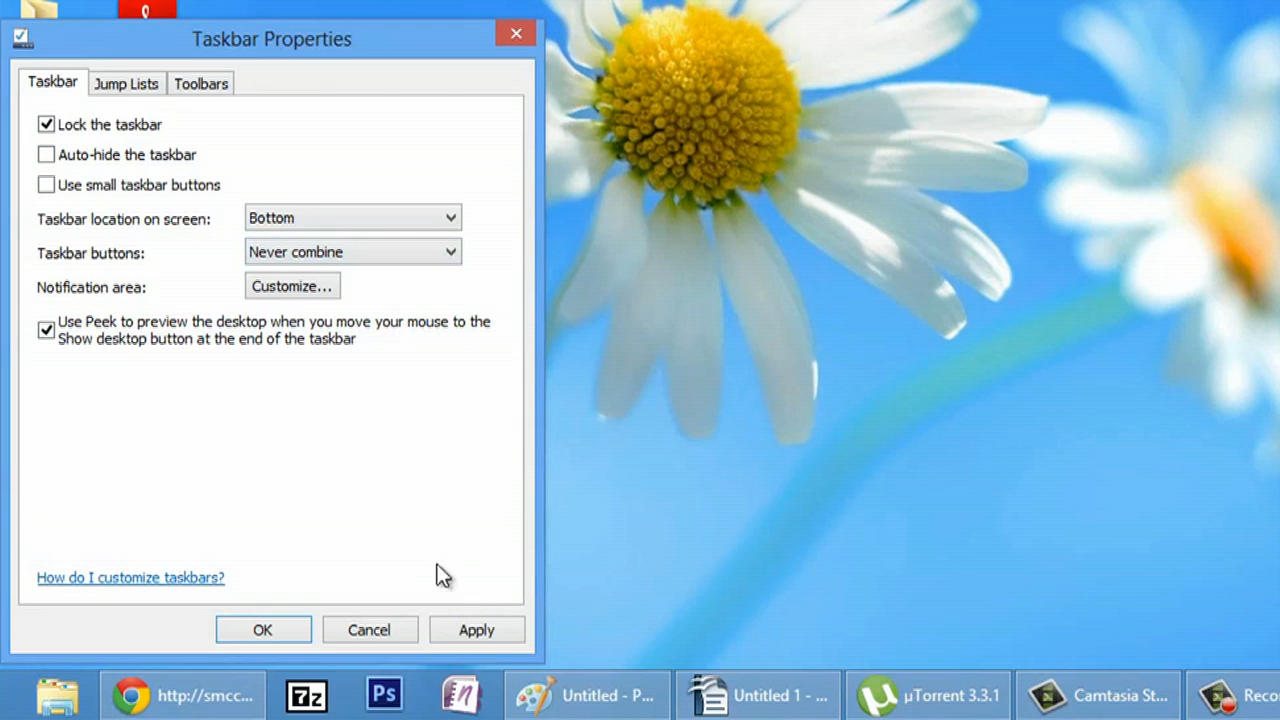 Taskbar Properties
Taskbar
Jump Lists
Toolbars
Lock the taskbar
Auto-hide the taskbar
Use small taskbar buttons
Taskbar location on screen:
Bottom
Taskbar buttons:
Never combine
Notification area:
Customize...
Use Peek to preview the desktop when you move your mouse to the
Show desktop button at the end of the taskbar
How do I customize taskbars?
OK
Cancel
Apply
http://smcc...
7z
Ps
Untitled - P...
Untitled 1 - ...
µTorrent 3.3.1
Camtasia St...
Reco